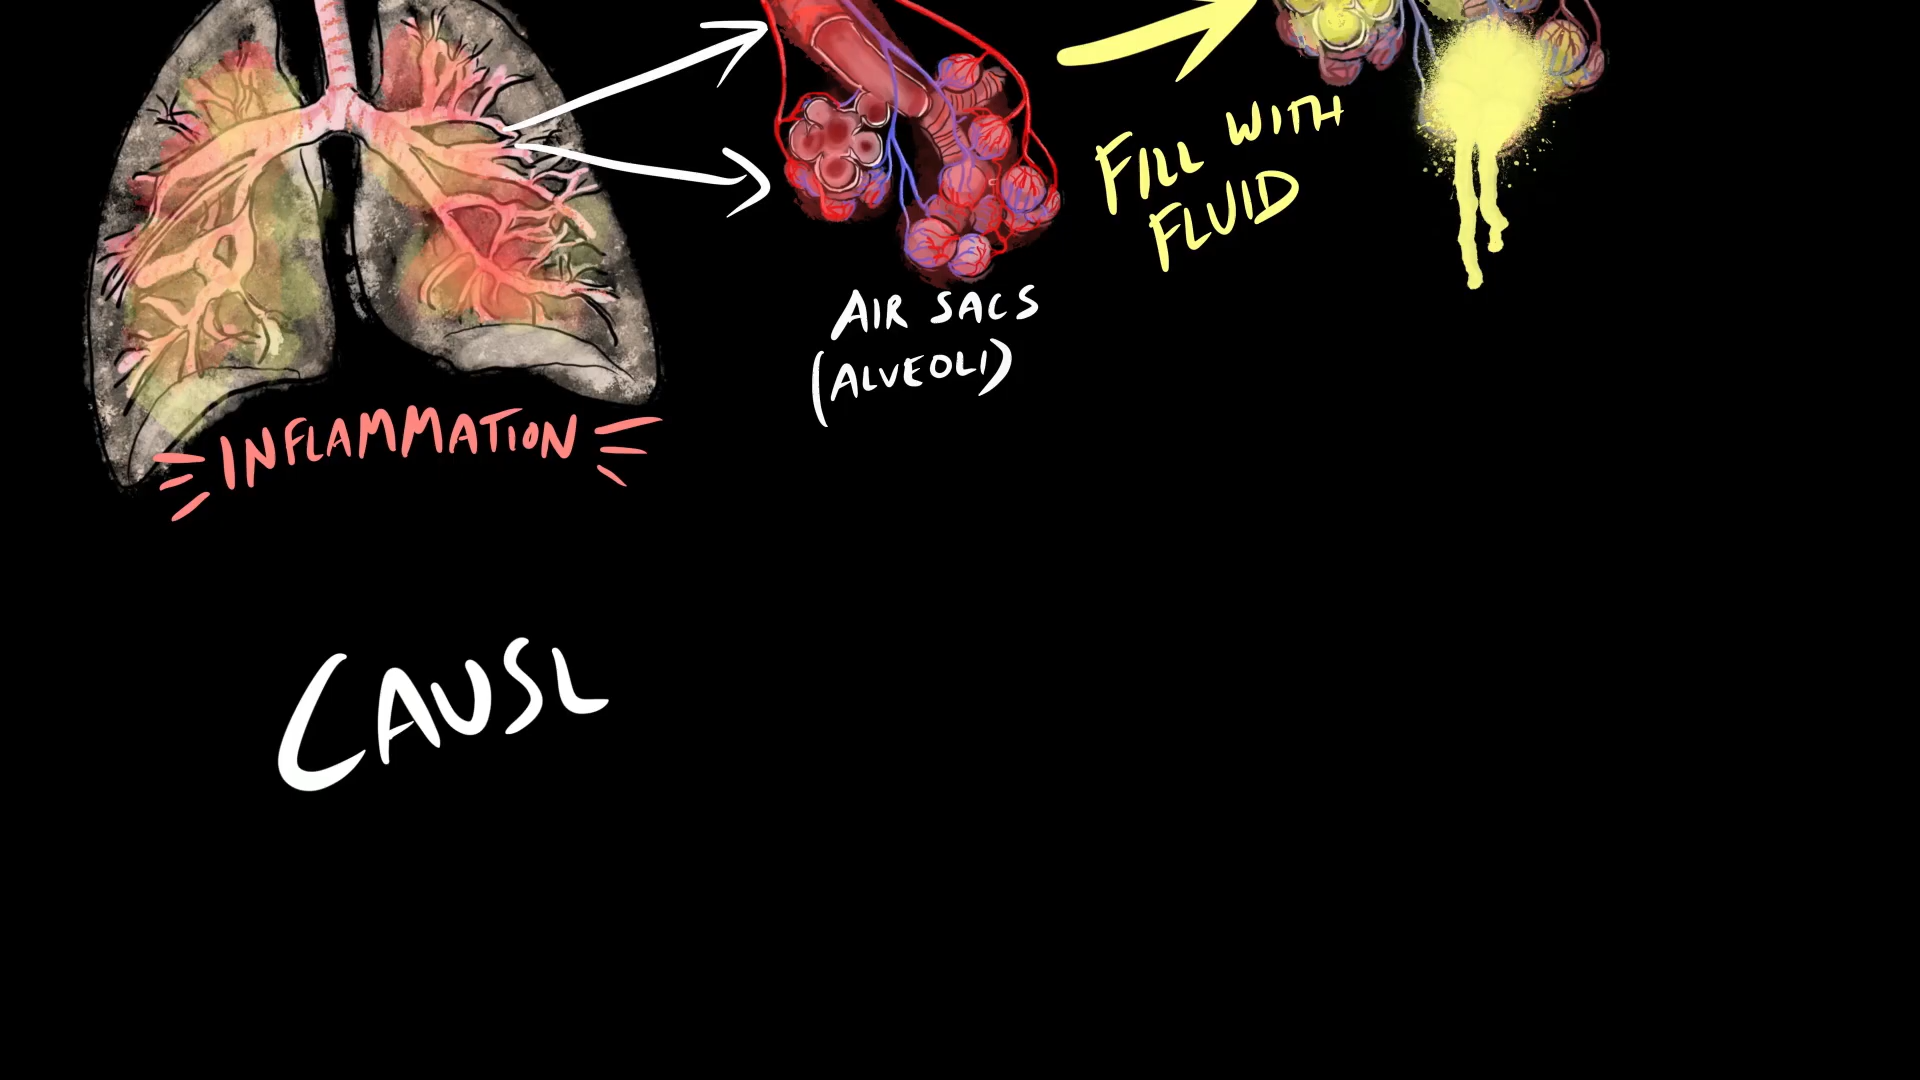 FILL WITH
FLUID
AIR SACS
(ALVEOLI)
INFLAMMATION
CAUSL